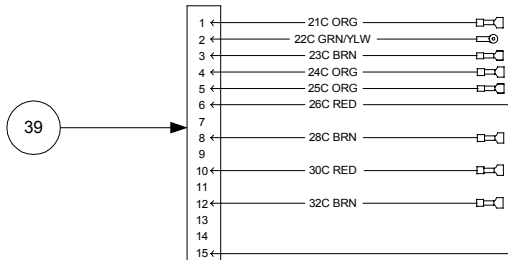 1 21C ORG
2 22C GRN/YLW
3 23C BRN
4 24C ORG
5 25C ORG
6 26C RED
7
39
8 28C BRN
9
10 30C RED
11
12 32C BRN
13
14
15